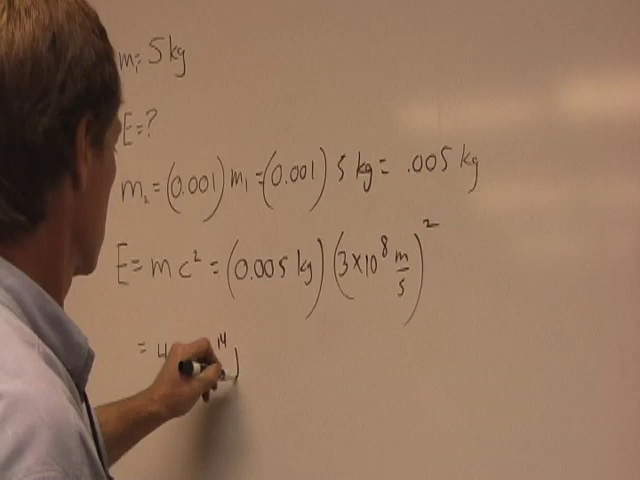 m₁ 5 kg
E = ?
m₂ = (0.001) m₁ = (0.001) 5 kg = .005 kg
E = mc² = (0.005 kg) (3×10⁸ m/s)²
= 4 ¹⁴ J